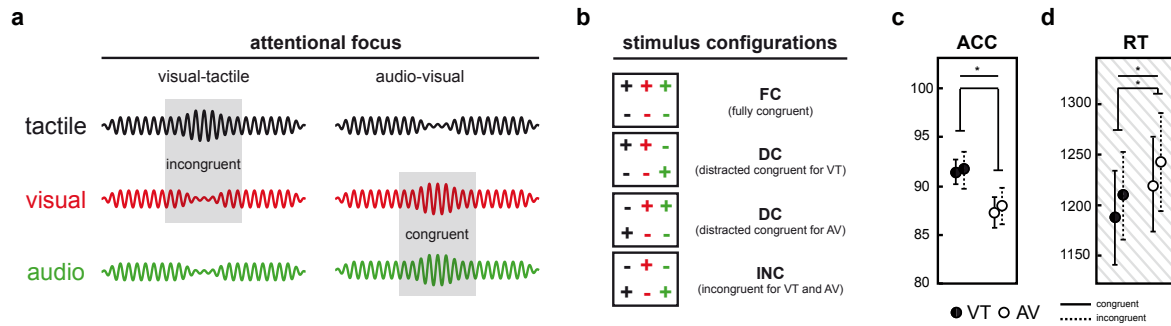 a
attentional focus
visual-tactile
audio-visual
tactile
incongruent
visual
congruent
audio
b
stimulus configurations
+ + +
- - -
FC
(fully congruent)
+ + -
- - +
DC
(distracted congruent for VT)
- + +
+ - -
DC
(distracted congruent for AV)
- + -
+ - +
INC
(incongruent for VT and AV)
c
ACC
*
100
95
90
85
80
VT AV
d
RT
*
*
1300
1250
1200
1150
congruent
incongruent